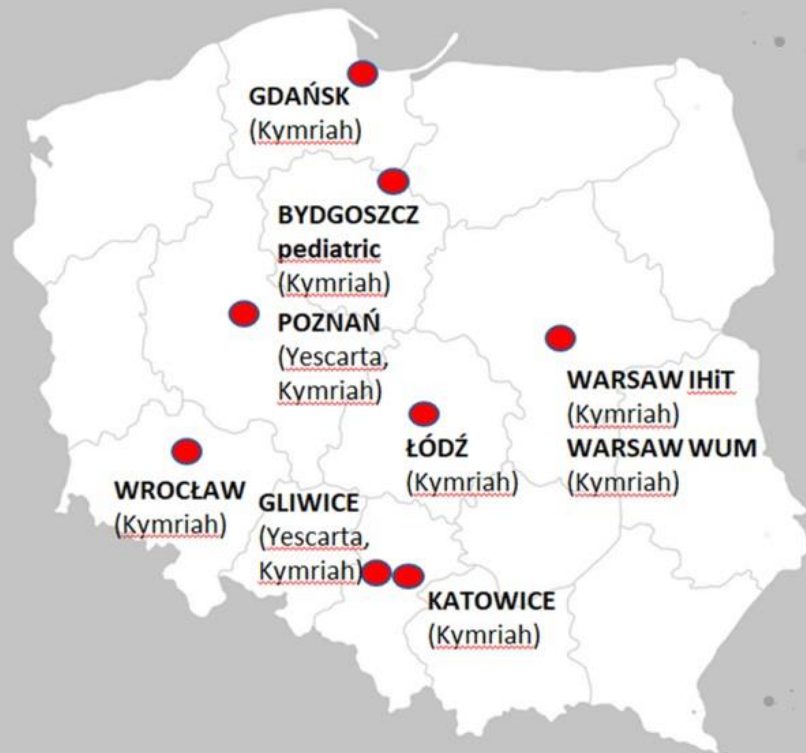 GDAŃSK
(Kymriah)
BYDGOSZCZ
pediatric
(Kymriah)
POZNAŃ
(Yescarta,
Kymriah)
WARSAW IHiT
(Kymriah)
WARSAW WUM
(Kymriah)
ŁÓDŹ
(Kymriah)
WROCŁAW
(Kymriah)
GLIWICE
(Yescarta,
Kymriah)
KATOWICE
(Kymriah)